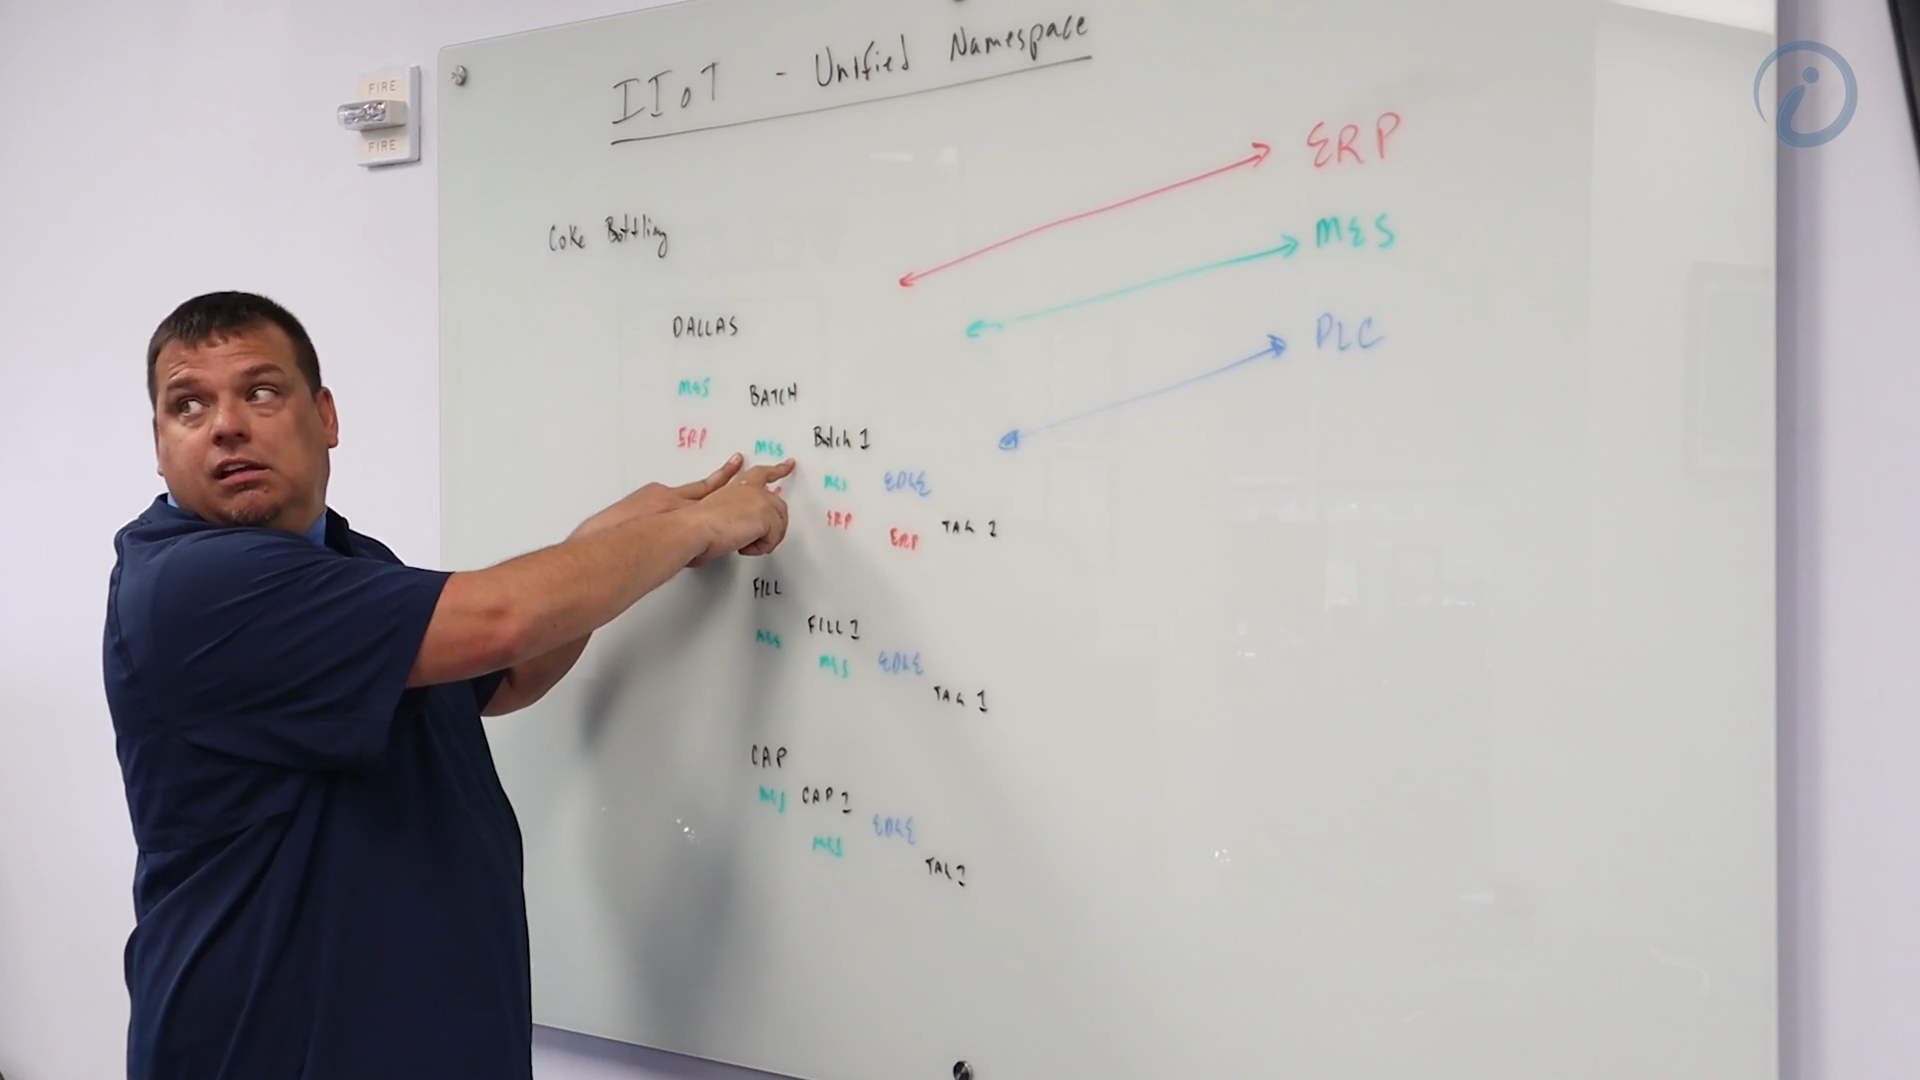 FIRE
FIRE
IIoT - Unified Namespace
ERP
MES
PLC
Coke Bottling
DALLAS
MES
ERP
BATCH
MES
Batch 1
MES
ERP
EDGE
ERP
TAG 1
FILL
MES
FILL 1
MES
EDGE
TAG 1
CAP
MES
CAP 1
MES
EDGE
TAG 1